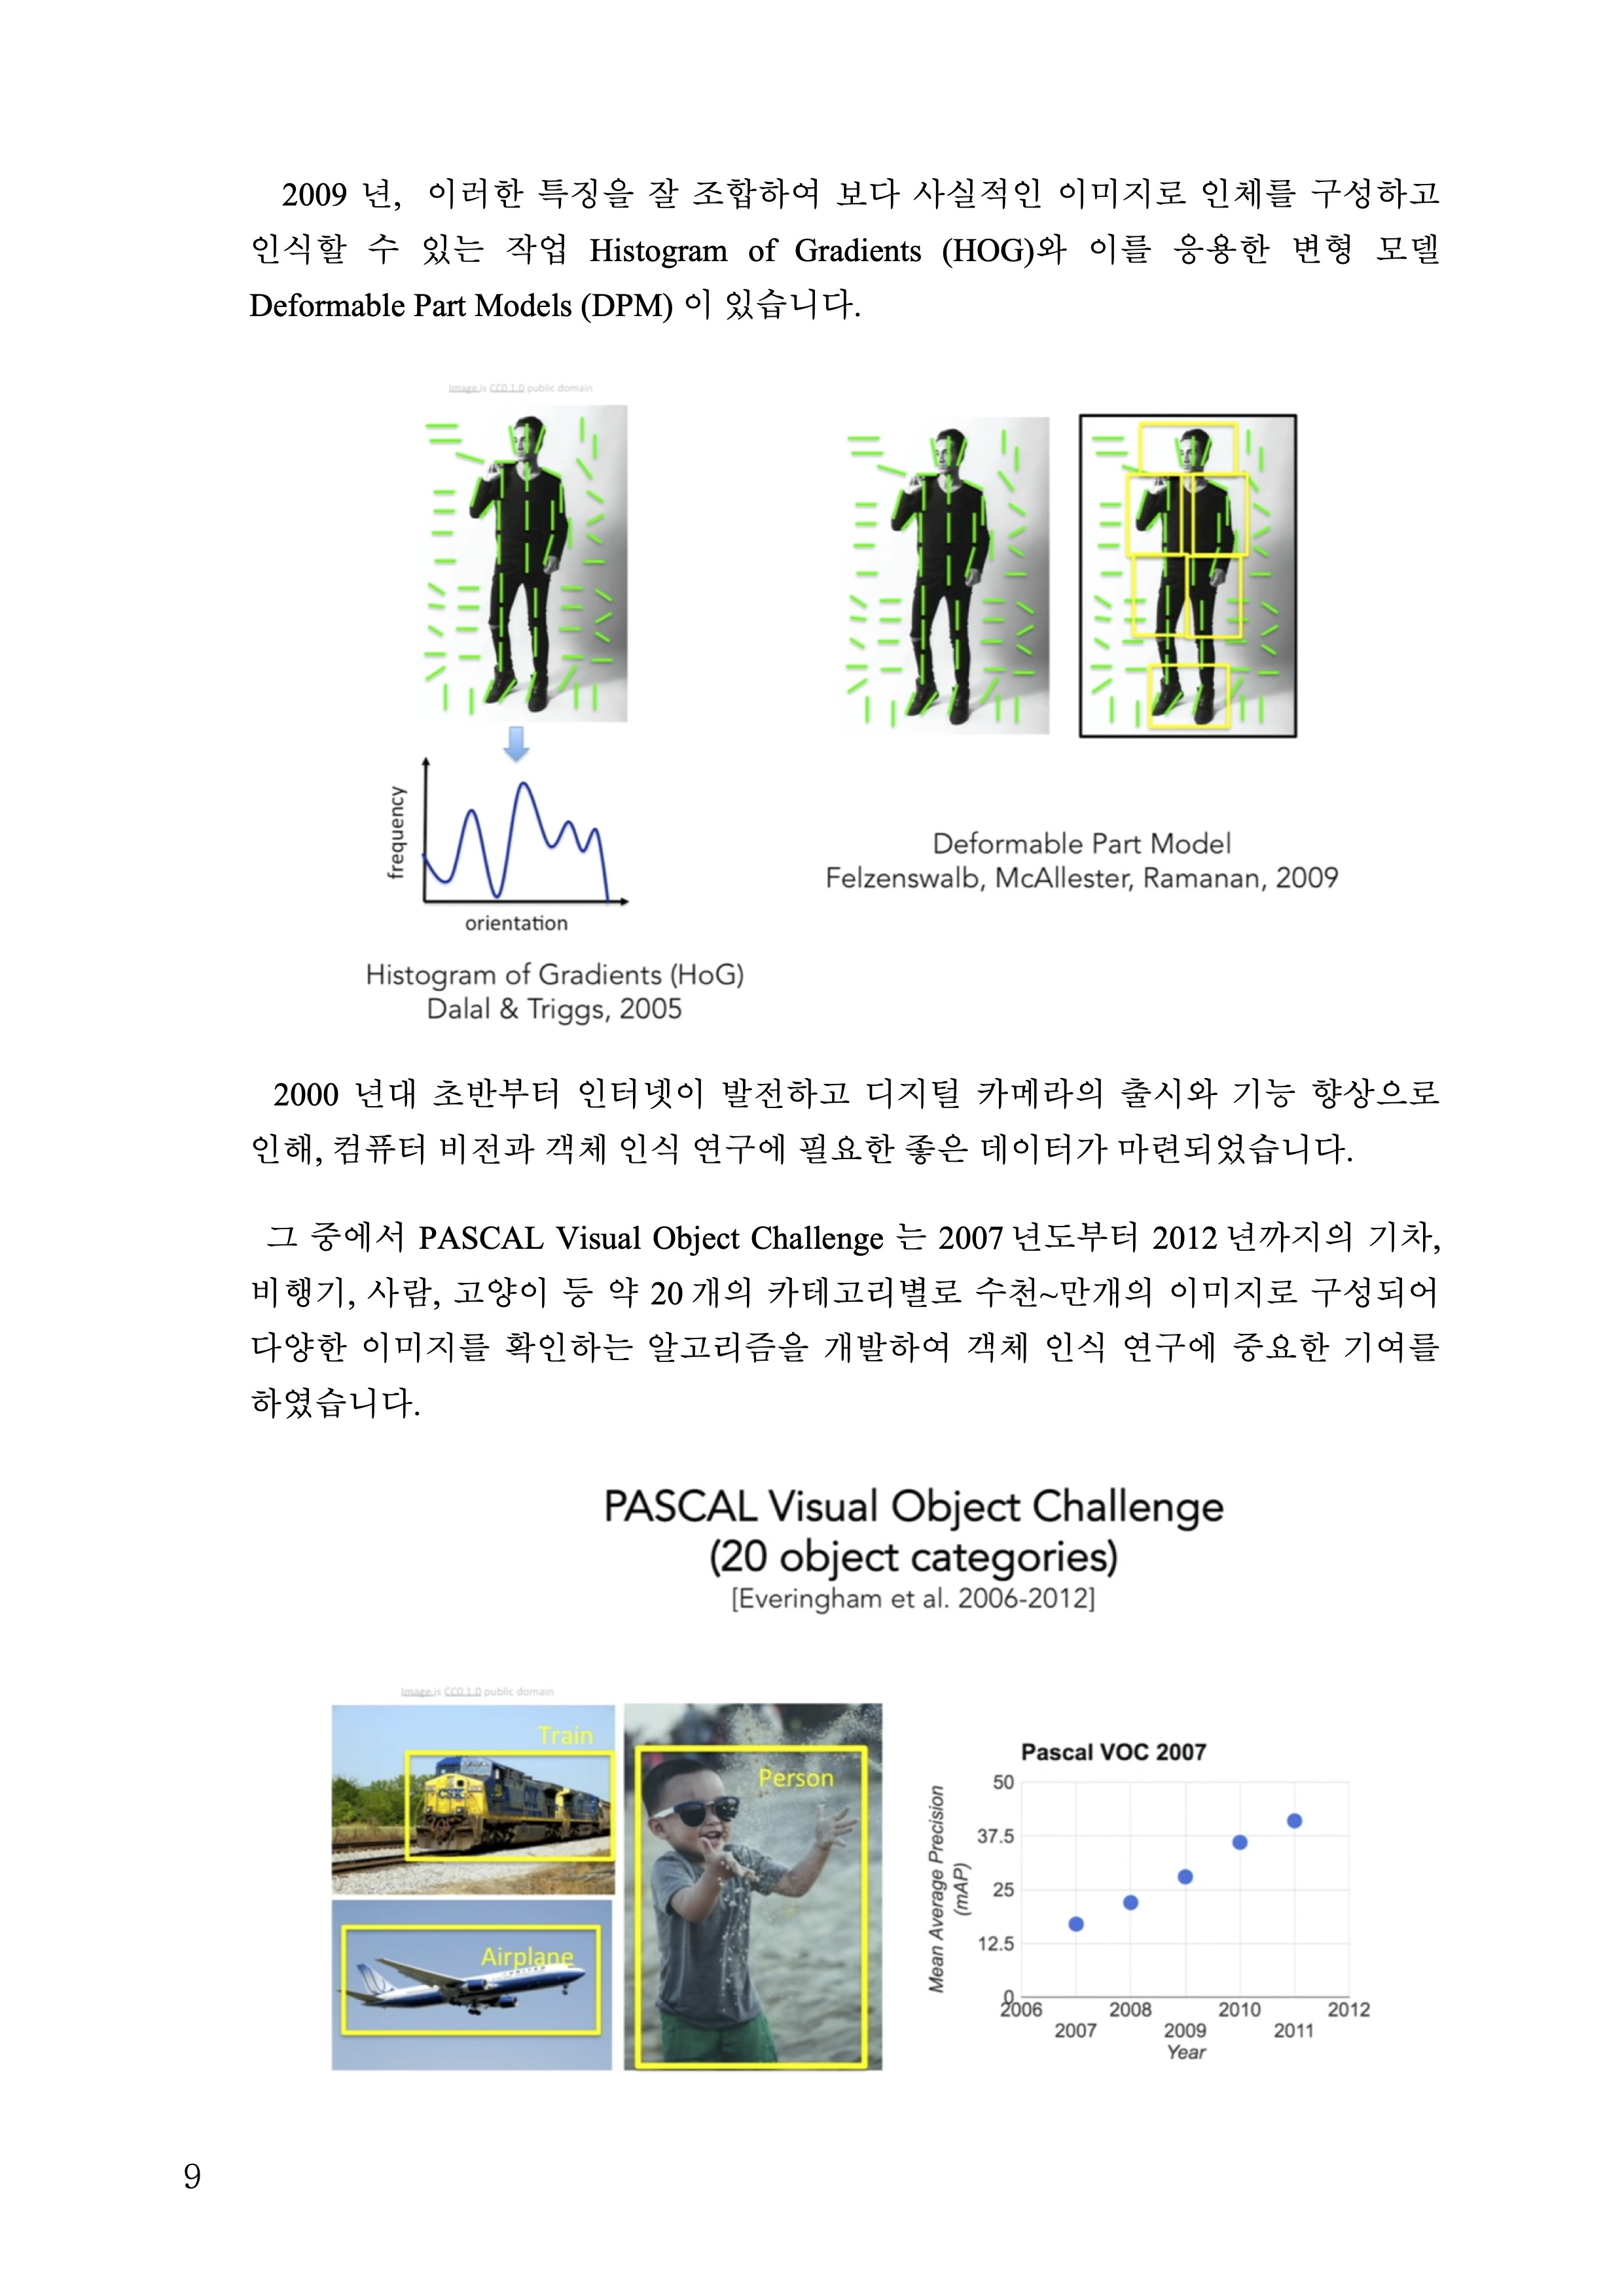 2009 년, 이러한 특징을 잘 조합하여 보다 사실적인 이미지로 인체를 구성하고
인식할 수 있는 작업 Histogram of Gradients (HOG)와 이를 응용한 변형 모델
Deformable Part Models (DPM) 이 있습니다.
Image is CC0 1.0 public domain
frequency
orientation
Histogram of Gradients (HoG)
Dalal & Triggs, 2005
Deformable Part Model
Felzenswalb, McAllester, Ramanan, 2009
2000 년대 초반부터 인터넷이 발전하고 디지털 카메라의 출시와 기능 향상으로
인해, 컴퓨터 비전과 객체 인식 연구에 필요한 좋은 데이터가 마련되었습니다.
그 중에서 PASCAL Visual Object Challenge 는 2007 년도부터 2012 년까지의 기차,
비행기, 사람, 고양이 등 약 20 개의 카테고리별로 수천~만개의 이미지로 구성되어
다양한 이미지를 확인하는 알고리즘을 개발하여 객체 인식 연구에 중요한 기여를
하였습니다.
PASCAL Visual Object Challenge
(20 object categories)
[Everingham et al. 2006-2012]
Image is CC0 1.0 public domain
Train
CSX
Airplane
Person
Pascal VOC 2007
Mean Average Precision
(mAP)
50
37.5
25
12.5
0
2006 2008 2010 2012
2007 2009 2011
Year
9